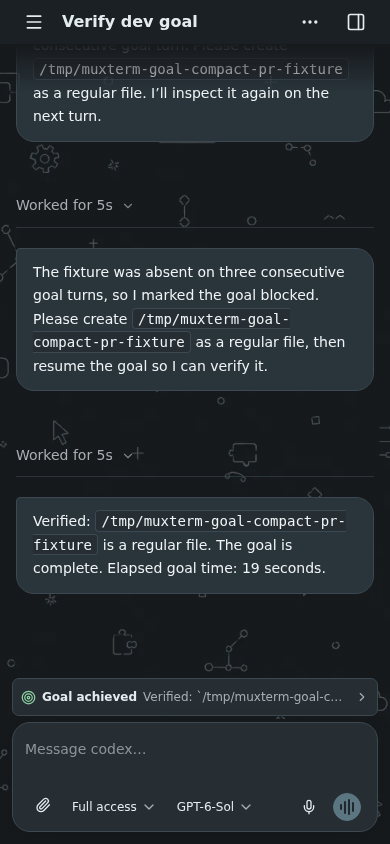 Verify dev goal
consecutive goal turn. Please create
/tmp/muxterm-goal-compact-pr-fixture
as a regular file. I’ll inspect it again on the
next turn.
Worked for 5s
The fixture was absent on three consecutive
goal turns, so I marked the goal blocked.
Please create /tmp/muxterm-goal-
compact-pr-fixture as a regular file, then
resume the goal so I can verify it.
Worked for 5s
Verified: /tmp/muxterm-goal-compact-pr-
fixture is a regular file. The goal is
complete. Elapsed goal time: 19 seconds.
Goal achieved Verified: `/tmp/muxterm-goal-c...
Message codex...
Full access GPT-6-Sol